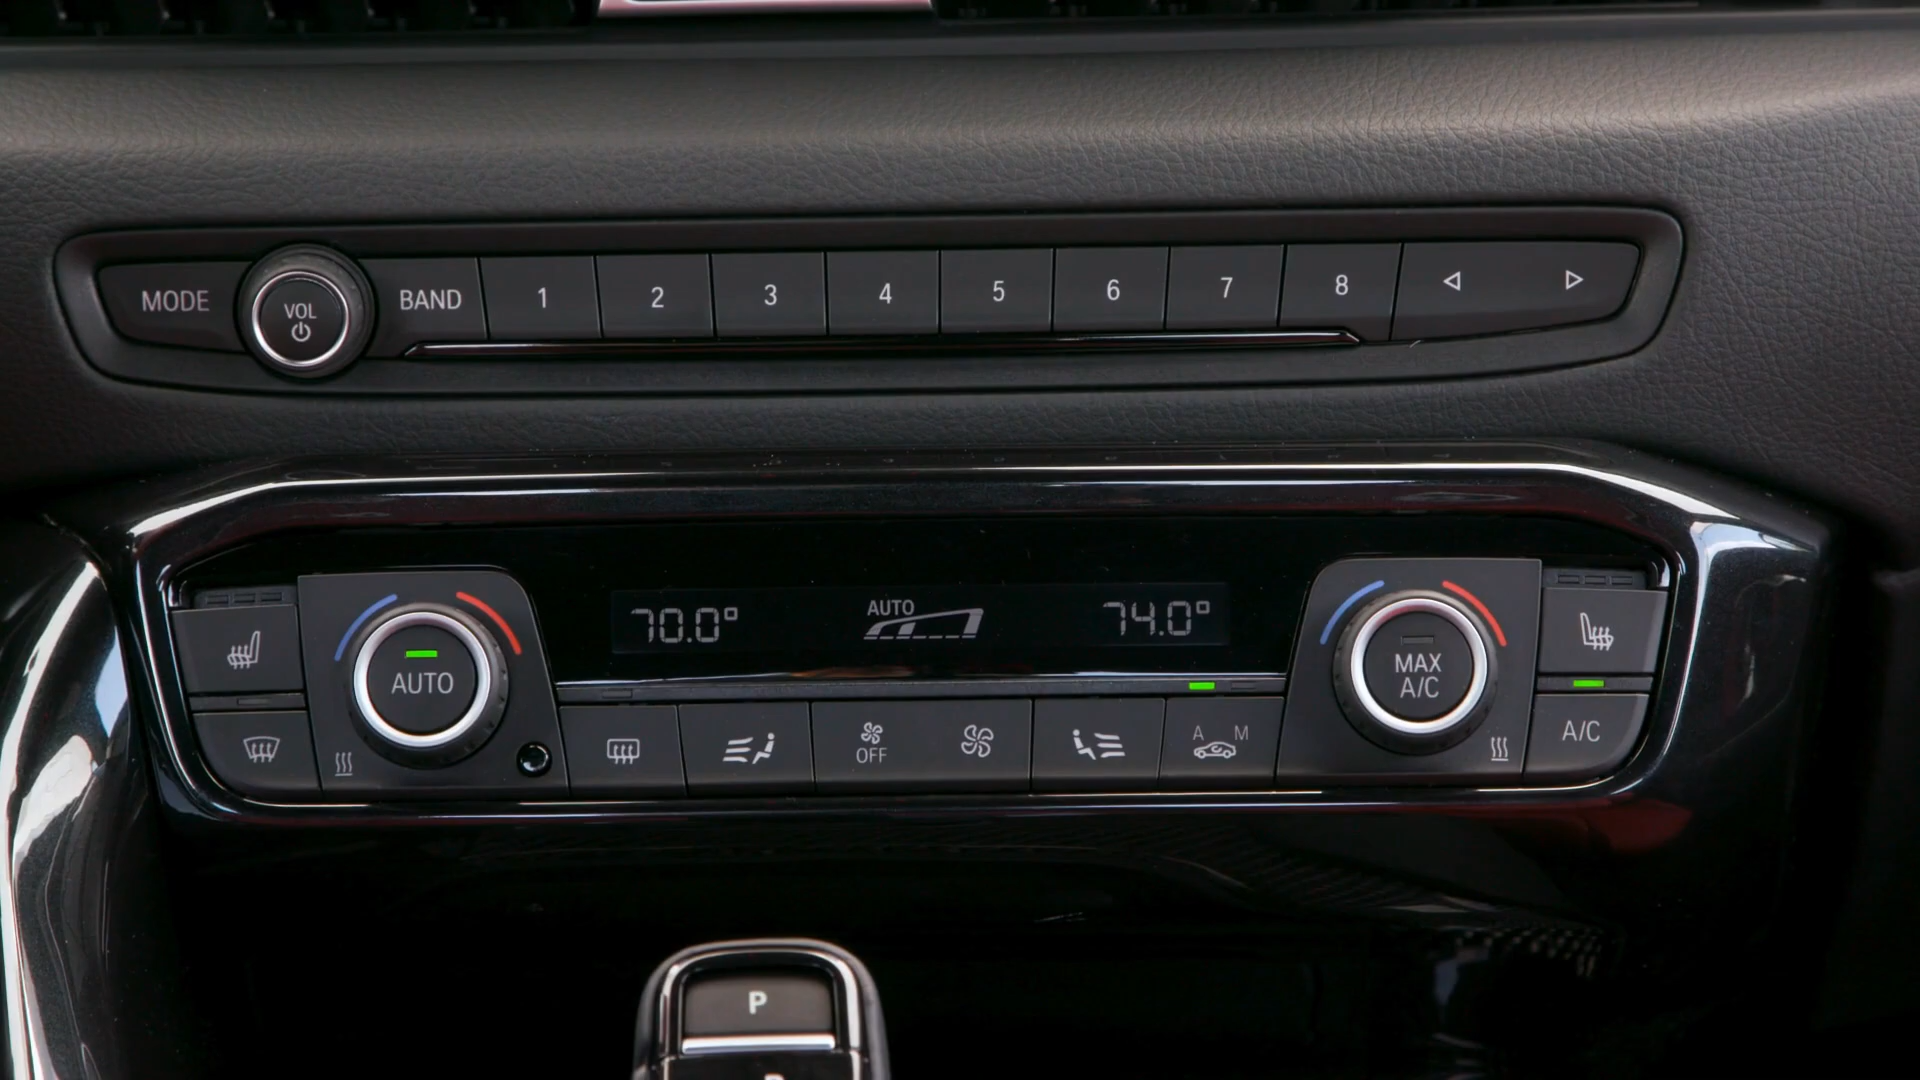 MODE VOL BAND 1 2 3 4 5 6 7 8
70.0° AUTO 74.0°
AUTO
MAX
A/C
OFF
A M
A/C
P